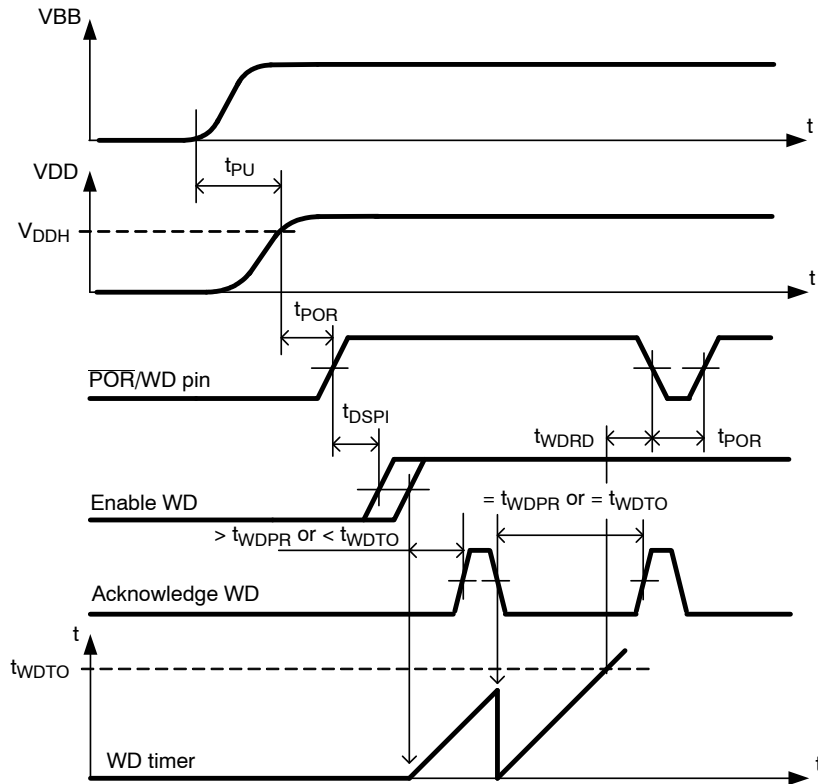 VBB
t
tPU
VDD
VDDH
t
tPOR
POR/WD pin
tDSPI
tWDRD
tPOR
Enable WD
= tWDPR or = tWDTO
> tWDPR or < tWDTO
Acknowledge WD
t
tWDTO
WD timer
t